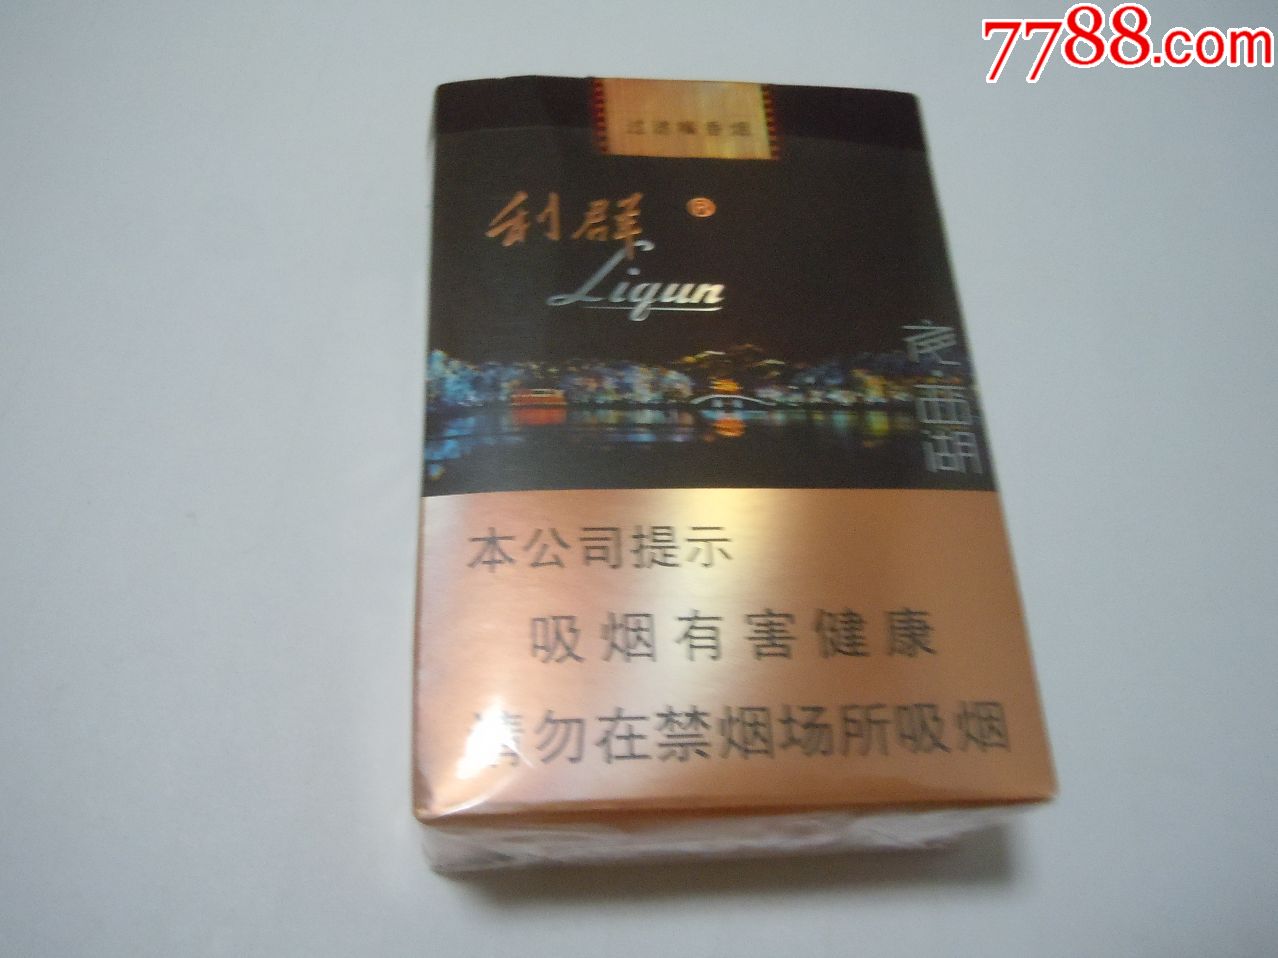 7788.com
过滤嘴香烟
利群®
Liqun
夜·西湖
本公司提示
吸烟有害健康
请勿在禁烟场所吸烟